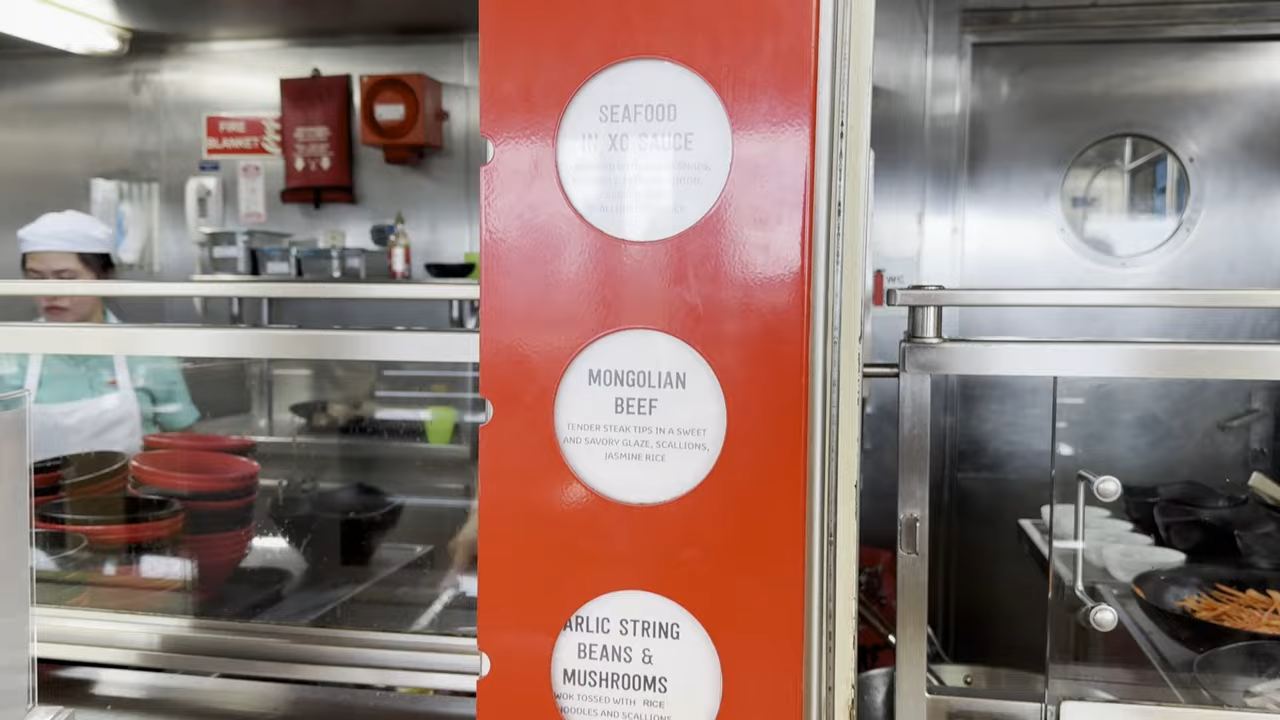 FIRE
BLANKET
SEAFOOD
IN XO SAUCE
MONGOLIAN
BEEF
TENDER STEAK TIPS IN A SWEET
AND SAVORY GLAZE, SCALLIONS,
JASMINE RICE
ARLIC STRING
BEANS &
MUSHROOMS
WOK TOSSED WITH RICE
NOODLES AND SCALLIONS